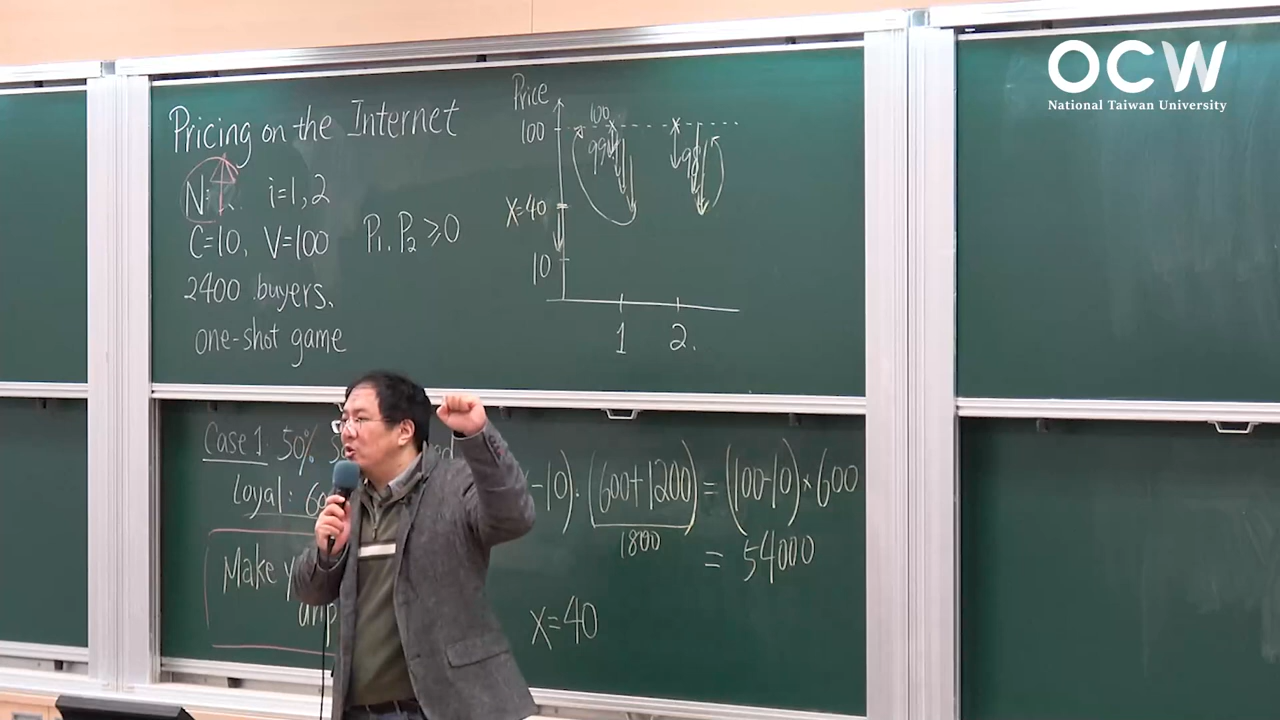 OCW
National Taiwan University
Pricing on the Internet
N= i=1,2
C=10, V=100 P1, P2 ≥0
2400 buyers.
one-shot game
Price
100
100
99
98
X=40
10
1 2.
Case 1: 50%
Loyal:
Make
-10)·(600+1200)=(100-10)×600
1800
= 54000
X=40